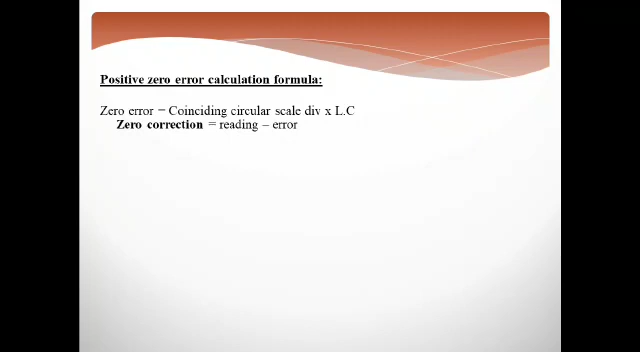 Positive zero error calculation formula:
Zero error = Coinciding circular scale div x L.C
Zero correction = reading – error